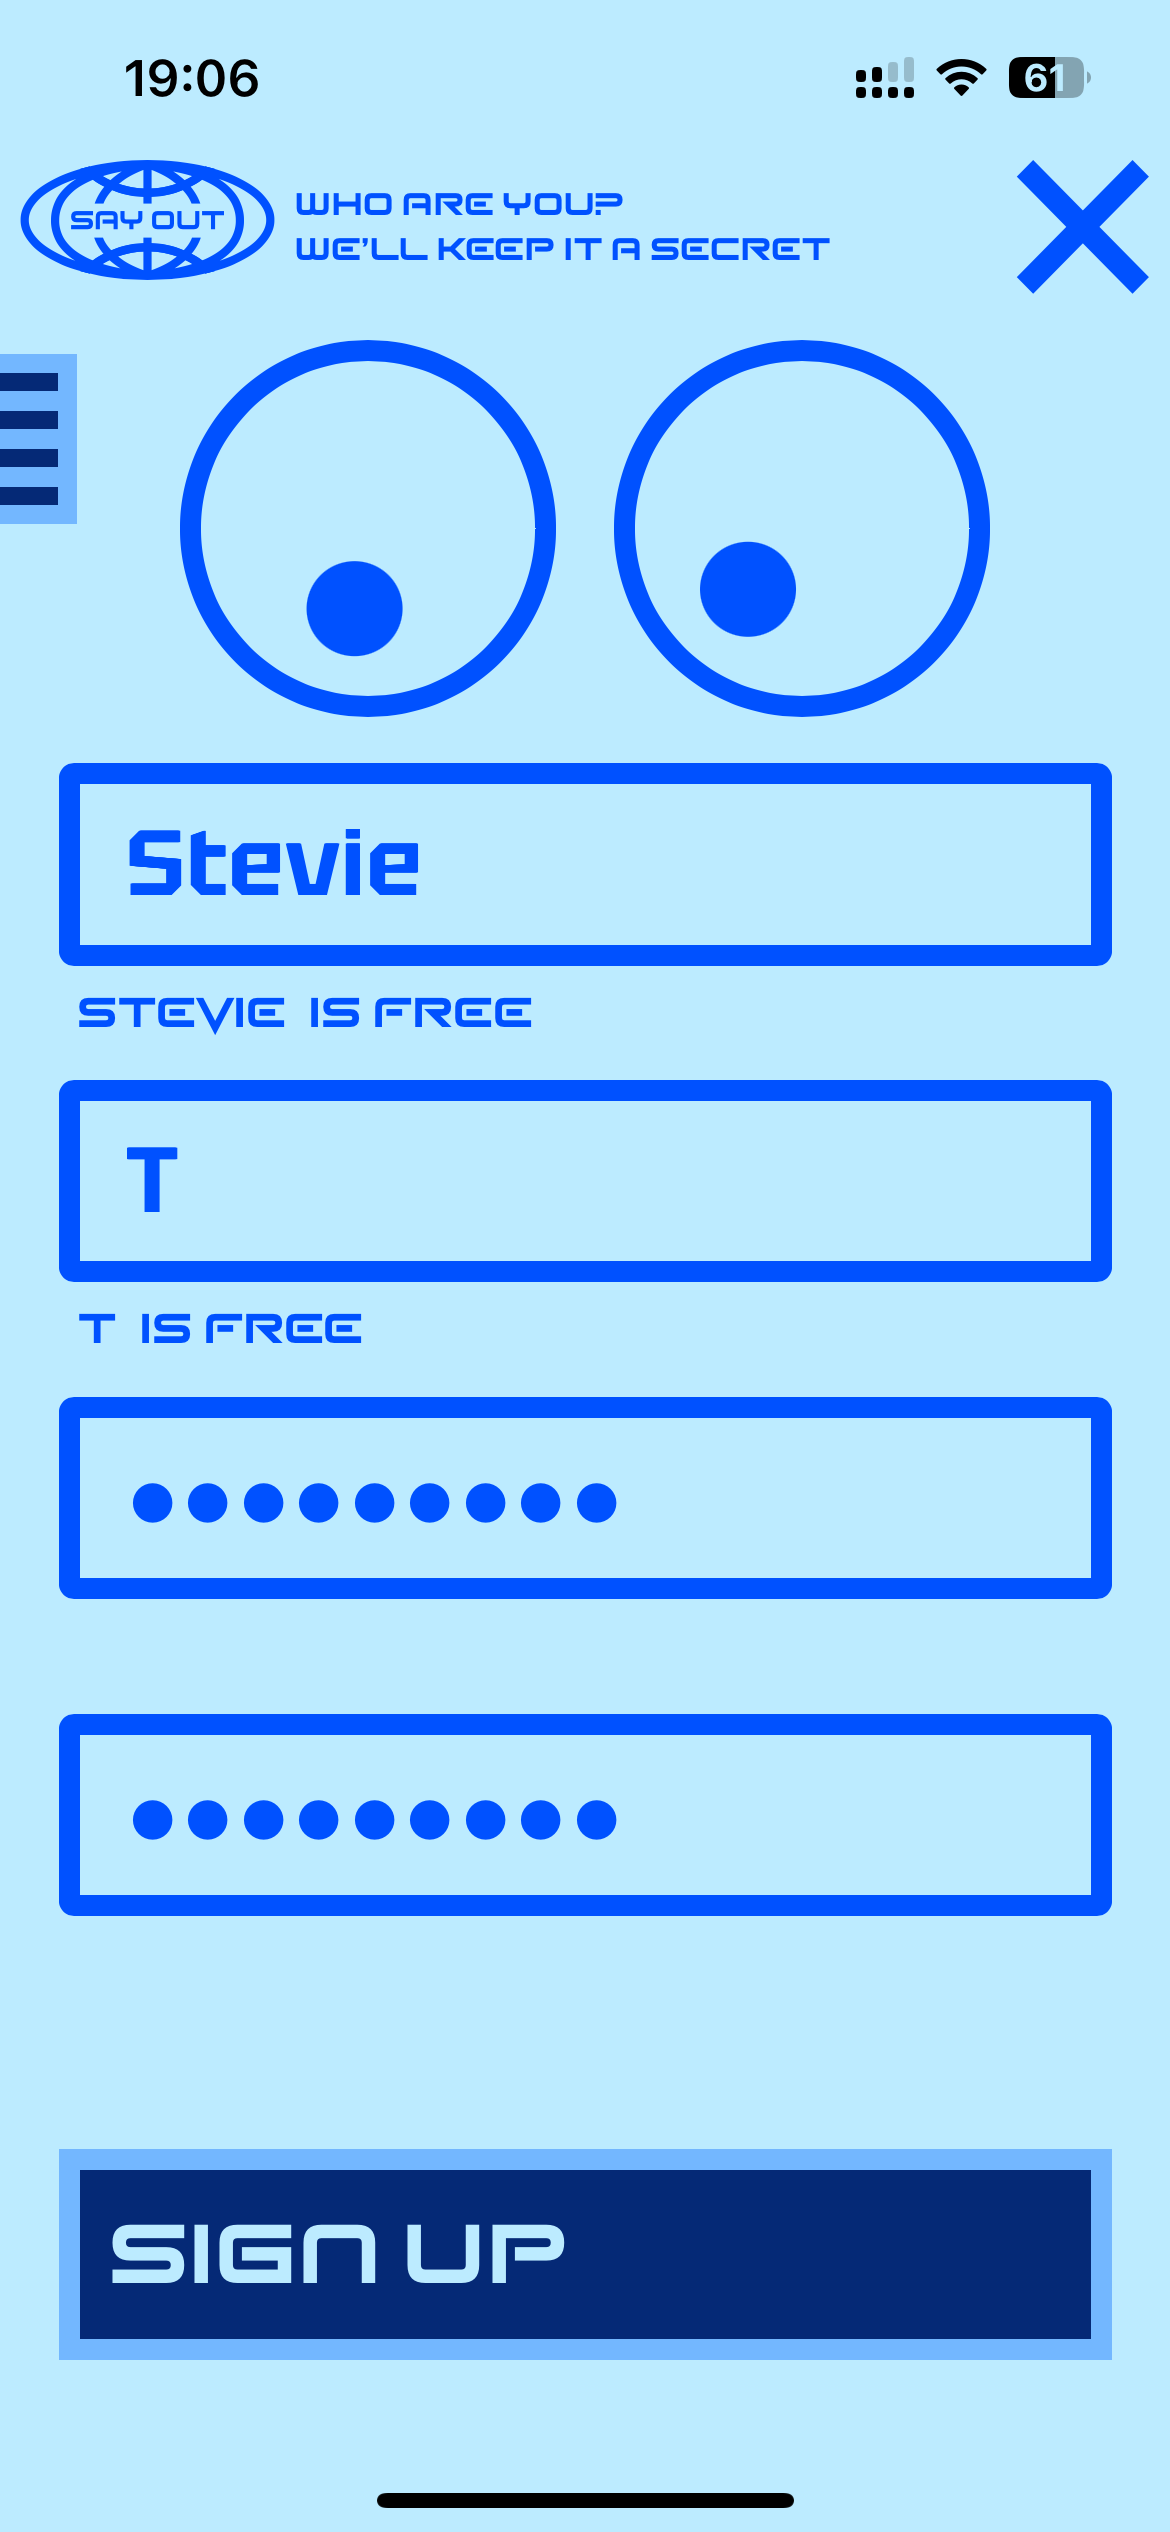 19:06
61
SAY OUT
WHO ARE YOU?
WE'LL KEEP IT A SECRET
Stevie
STEVIE IS FREE
T
T IS FREE
SIGN UP